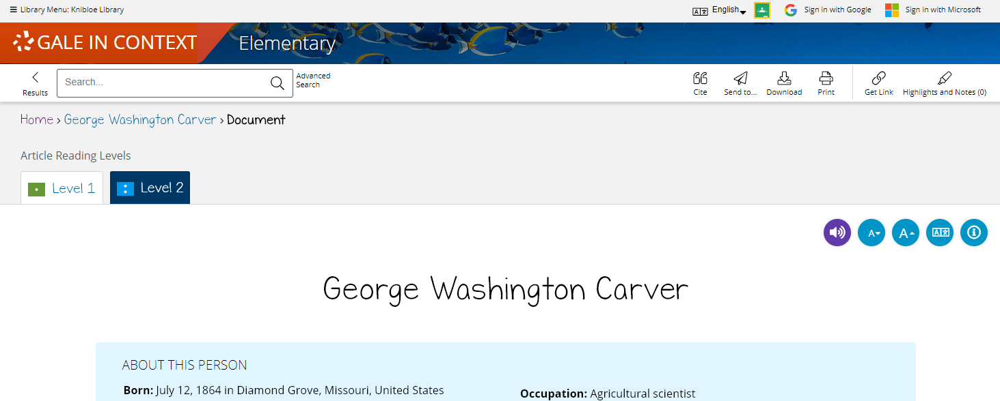 Library Menu: Knibloe Library
English
Sign in with Google
Sign in with Microsoft
GALE IN CONTEXT
Elementary
Results
Search...
Advanced
Search
Cite
Send to...
Download
Print
Get Link
Highlights and Notes (0)
Home › George Washington Carver › Document
Article Reading Levels
Level 1
Level 2
A
A
George Washington Carver
ABOUT THIS PERSON
Born: July 12, 1864 in Diamond Grove, Missouri, United States
Occupation: Agricultural scientist